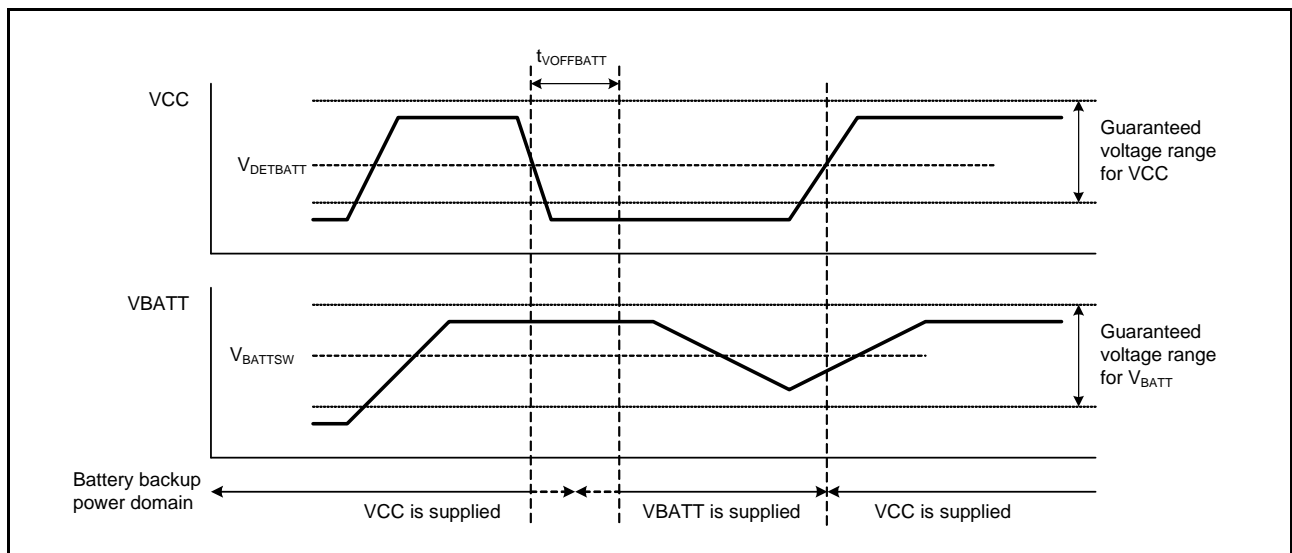 tVOFFBATT
VCC
VDETBATT
Guaranteed
voltage range
for VCC
VBATT
VBATTSW
Guaranteed
voltage range
for VBATT
Battery backup
power domain
VCC is supplied
VBATT is supplied
VCC is supplied